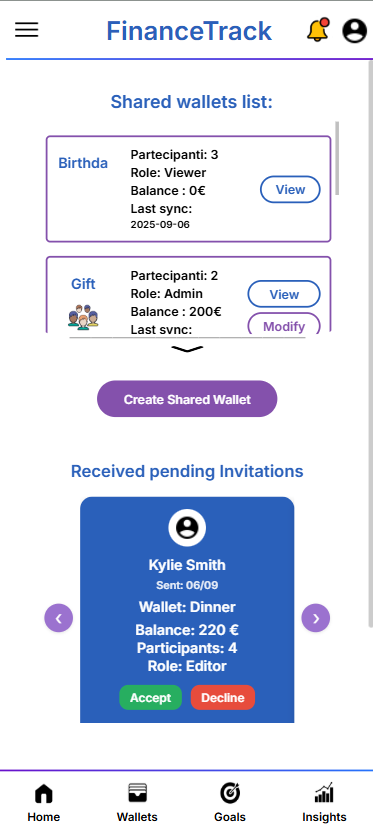 FinanceTrack
Shared wallets list:
Birthda
Partecipanti: 3
Role: Viewer
Balance : 0€
Last sync:
2025-09-06
View
Gift
Partecipanti: 2
Role: Admin
Balance : 200€
Last sync:
View
Modify
Create Shared Wallet
Received pending Invitations
Kylie Smith
Sent: 06/09
Wallet: Dinner
Balance: 220 €
Participants: 4
Role: Editor
Accept
Decline
Home
Wallets
Goals
Insights